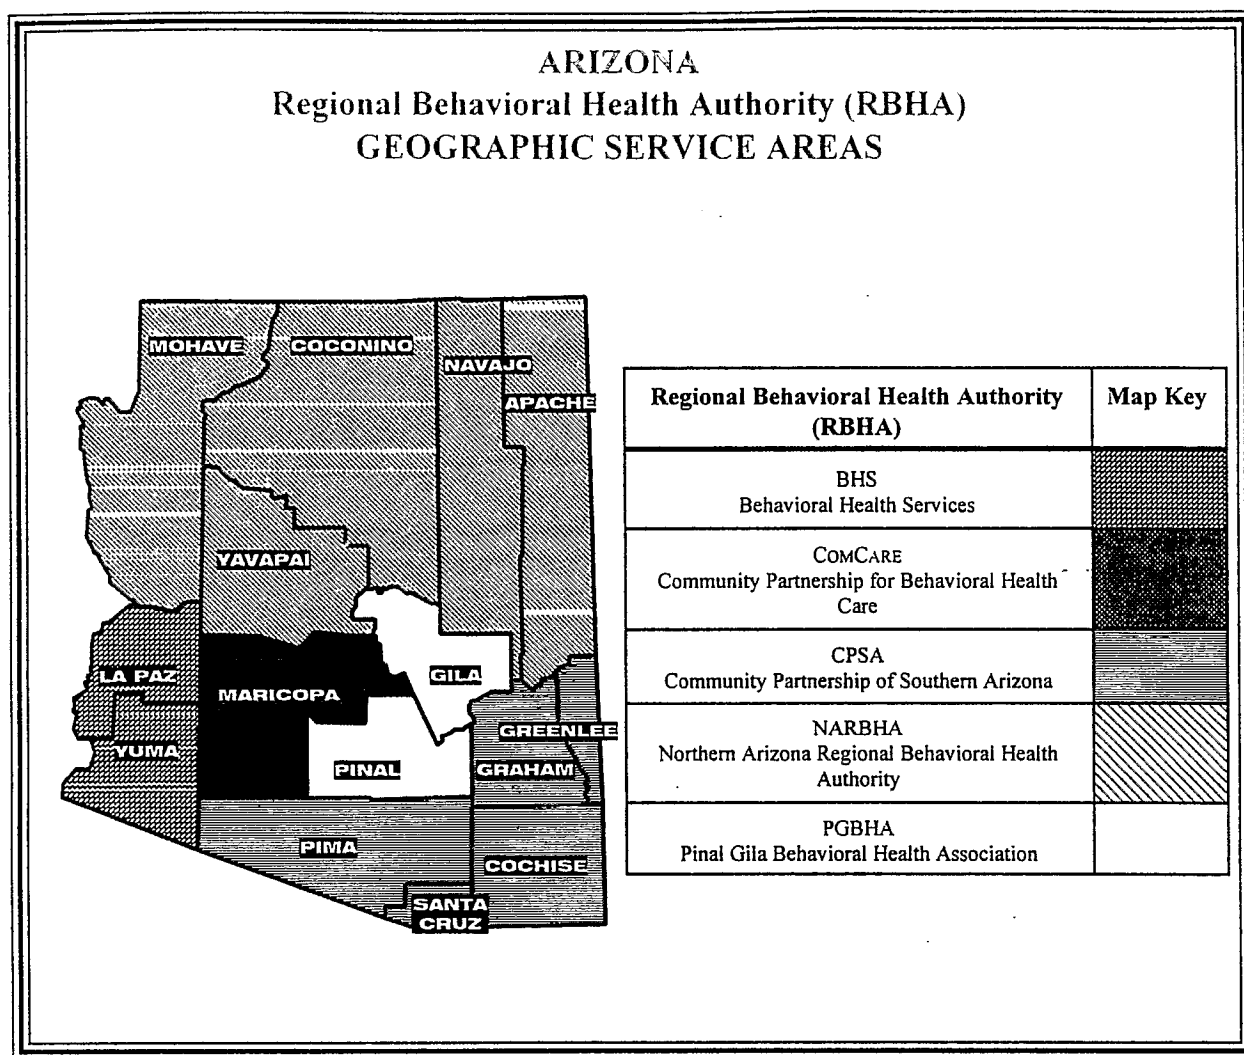 ARIZONA
Regional Behavioral Health Authority (RBHA)
GEOGRAPHIC SERVICE AREAS
MOHAVE
COCONINO
NAVAJO
APACHE
YAVAPAI
LA PAZ
MARICOPA
GILA
YUMA
PINAL
GREENLEE
GRAHAM
PIMA
COCHISE
SANTA
CRUZ
Regional Behavioral Health Authority
(RBHA)
Map Key
BHS
Behavioral Health Services
COMCARE
Community Partnership for Behavioral Health
Care
CPSA
Community Partnership of Southern Arizona
NARBHA
Northern Arizona Regional Behavioral Health
Authority
PGBHA
Pinal Gila Behavioral Health Association